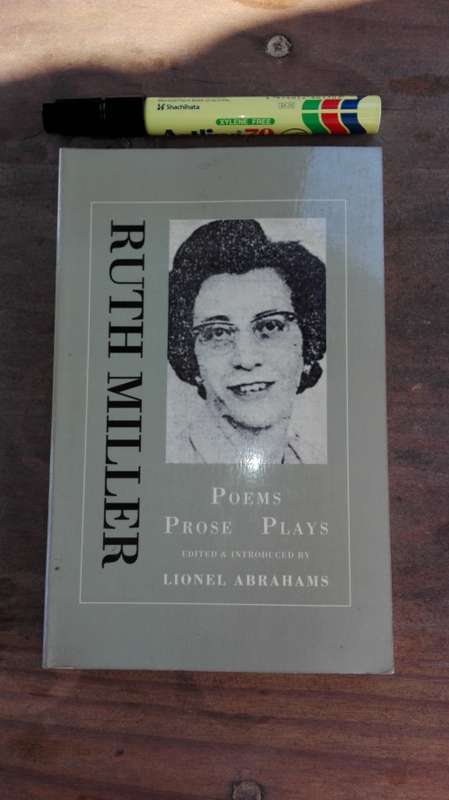 Shachihata
XYLENE FREE
Artline 70
RUTH MILLER
POEMS
PROSE PLAYS
EDITED & INTRODUCED BY
LIONEL ABRAHAMS